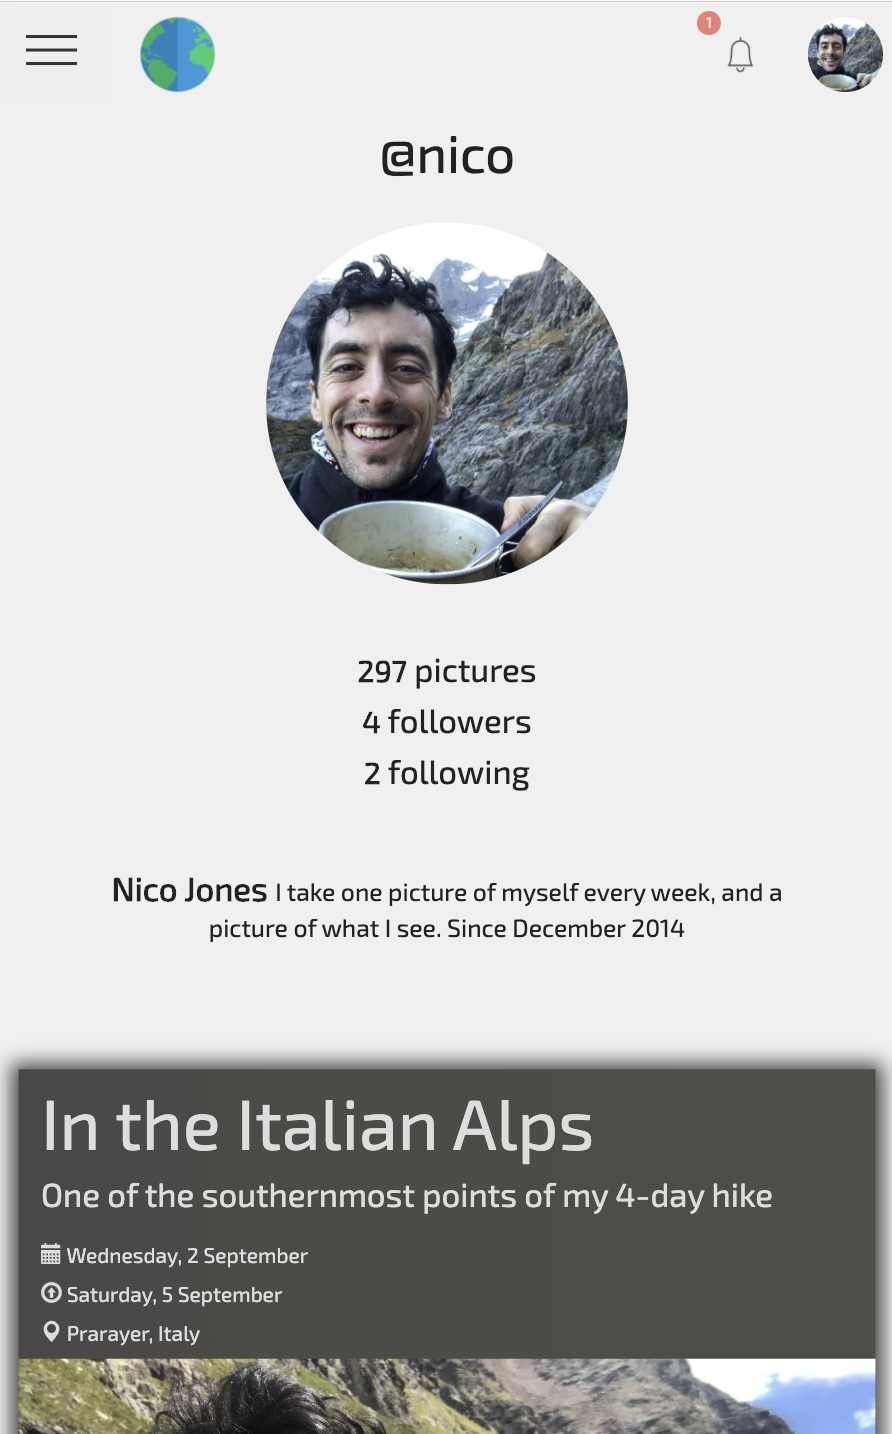 1
@nico
297 pictures
4 followers
2 following
Nico Jones I take one picture of myself every week, and a
picture of what I see. Since December 2014
In the Italian Alps
One of the southernmost points of my 4-day hike
Wednesday, 2 September
Saturday, 5 September
Prarayer, Italy